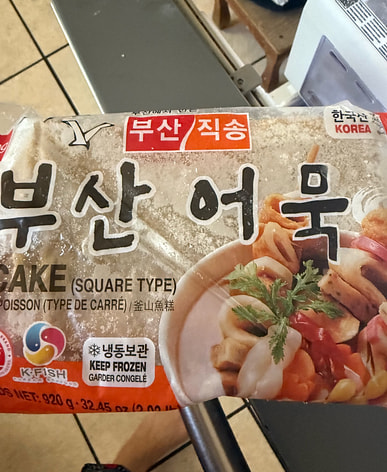 부산 직송
한국산
KOREA
부산 어묵
CAKE (SQUARE TYPE)
POISSON (TYPE DE CARRÉ) / 釜山魚糕
냉동보관
KEEP FROZEN
GARDER CONGELÉ
K·FISH
NET: 920 g · 32.45 oz